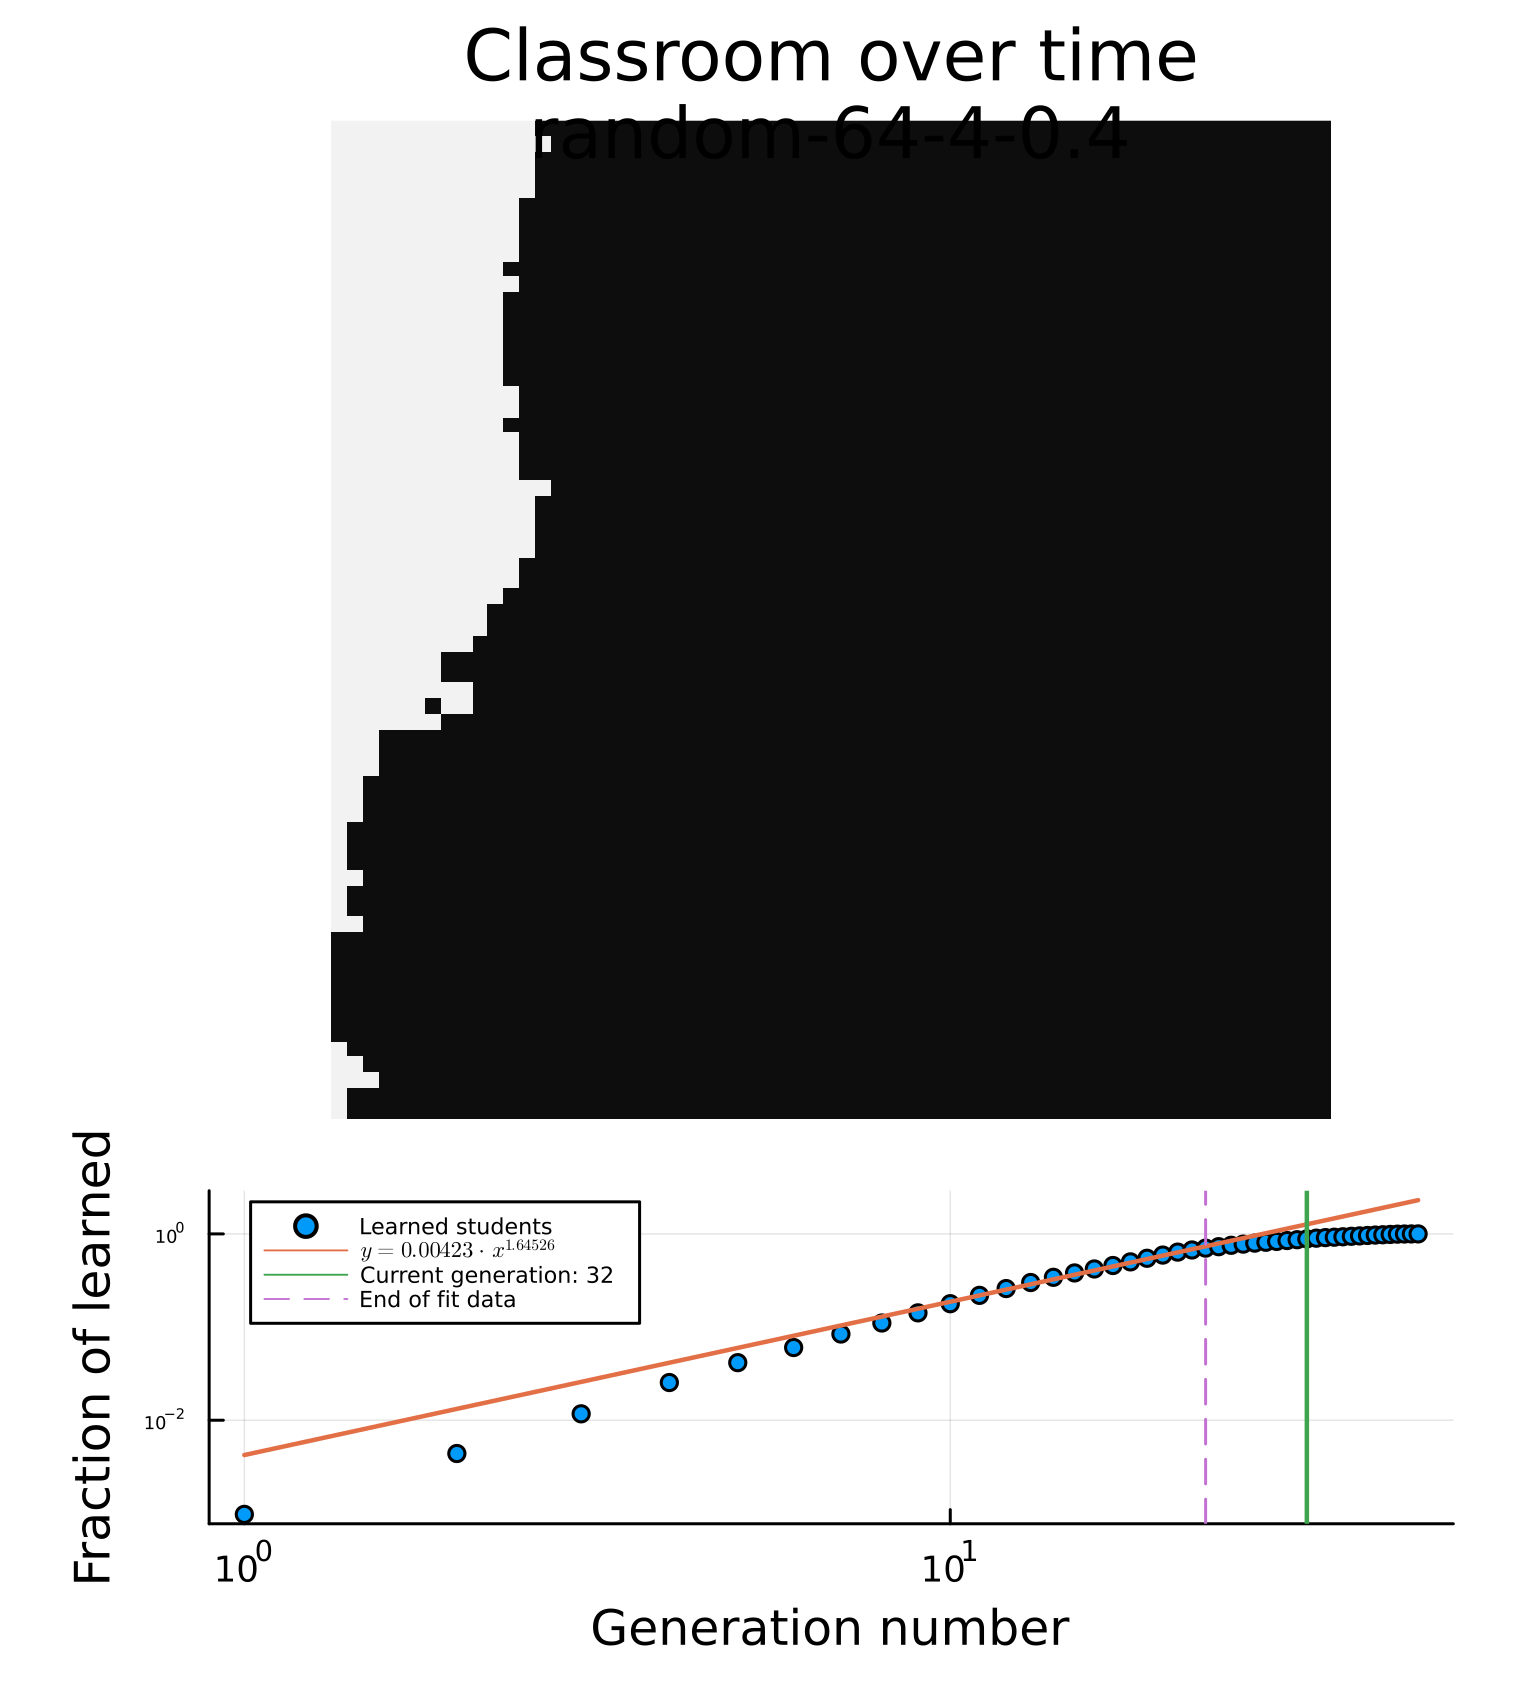 Classroom over time
random-64-4-0.4
Fraction of learned
10⁰
10⁻²
Learned students
y = 0.00423 · x^1.64526
Current generation: 32
End of fit data
10⁰
10¹
Generation number